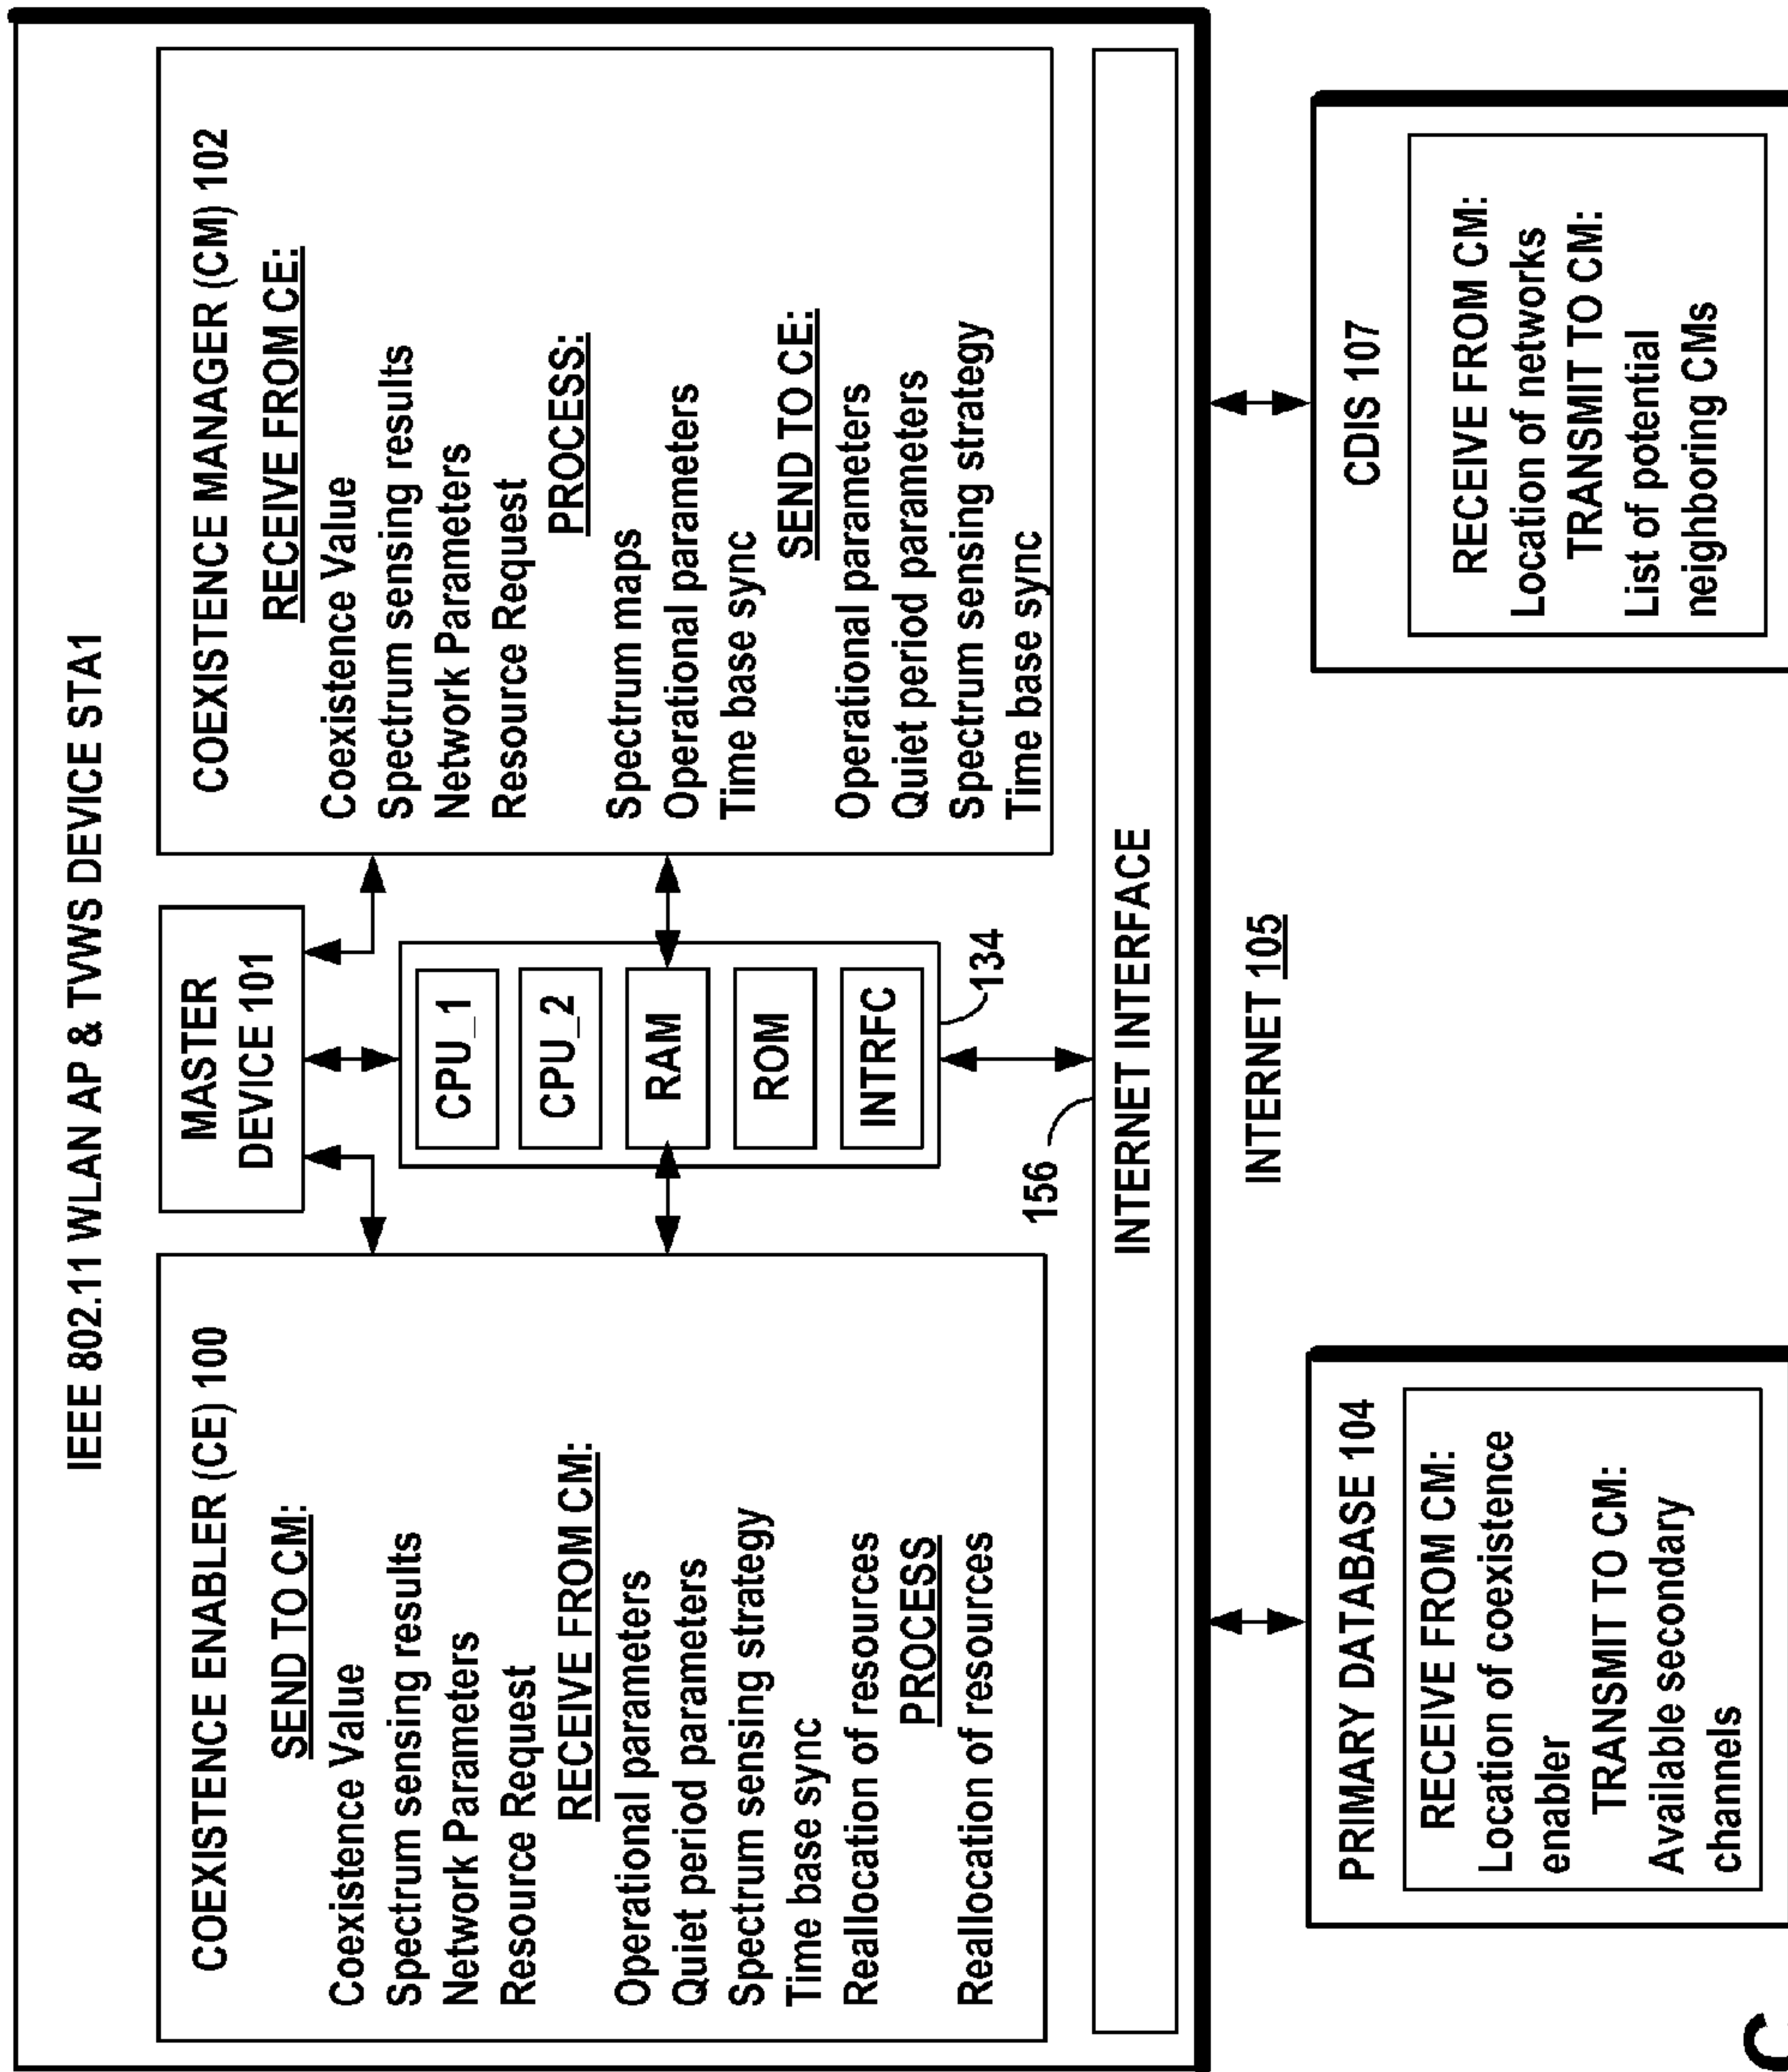 IEEE 802.11 WLAN AP & TVWS DEVICE STA1
COEXISTENCE ENABLER (CE) 100
SEND TO CM:
Coexistence Value
Spectrum sensing results
Network Parameters
Resource Request
RECEIVE FROM CM:
Operational parameters
Quiet period parameters
Spectrum sensing strategy
Time base sync
Reallocation of resources
PROCESS
Reallocation of resources
MASTER
DEVICE 101
CPU_1
CPU_2
RAM
ROM
INTRFC
134
156
COEXISTENCE MANAGER (CM) 102
RECEIVE FROM CE:
Coexistence Value
Spectrum sensing results
Network Parameters
Resource Request
PROCESS:
Spectrum maps
Operational parameters
Time base sync
SEND TO CE:
Operational parameters
Quiet period parameters
Spectrum sensing strategy
Time base sync
INTERNET INTERFACE
INTERNET 105
PRIMARY DATABASE 104
RECEIVE FROM CM:
Location of coexistence
enabler
TRANSMIT TO CM:
Available secondary
channels
CDIS 107
RECEIVE FROM CM:
Location of networks
TRANSMIT TO CM:
List of potential
neighboring CMs